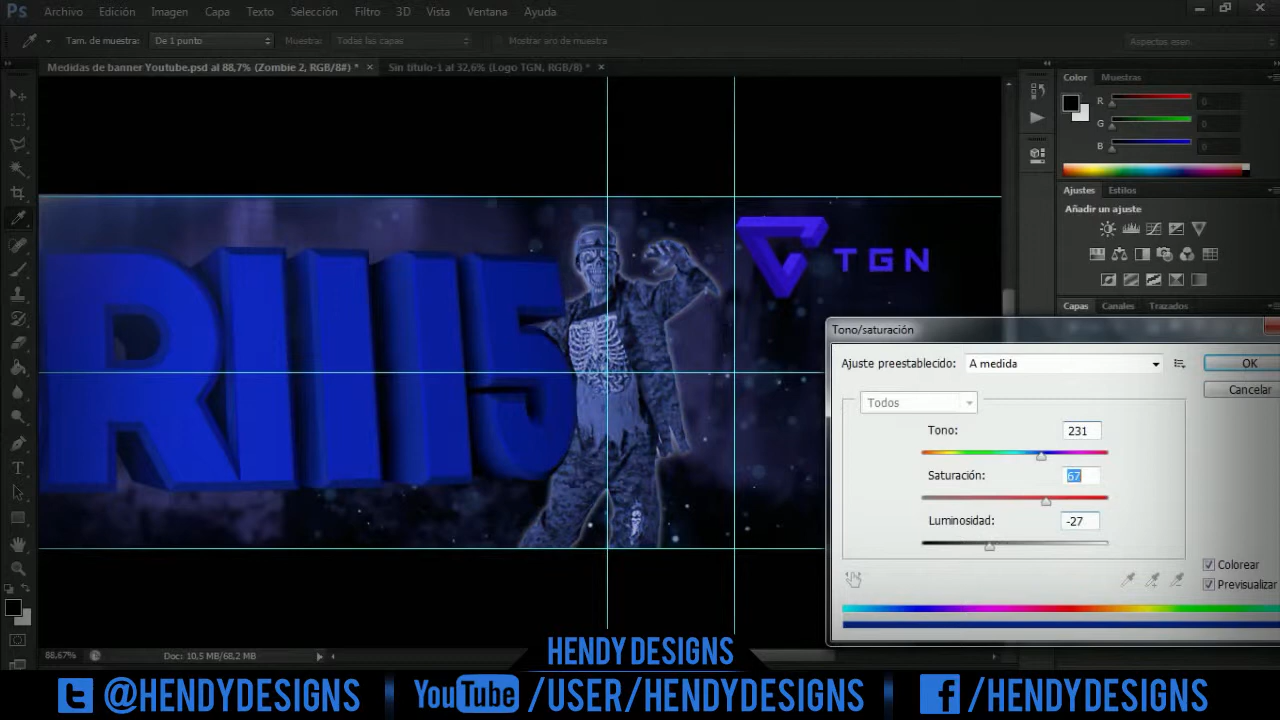 Ps Archivo Edición Imagen Capa Texto Selección Filtro 3D Vista Ventana Ayuda
Tam. de muestra: De 1 punto Muestra: Todas las capas Mostrar aro de muestra Aspectos esen.
Medidas de banner Youtube.psd al 88,7% (Zombie 2, RGB/8#) * × Sin título-1 al 32,6% (Logo TGN, RGB/8) * ×
Color Muestras
R 0
G 0
B 0
Ajustes Estilos
Añadir un ajuste
TGN
RIII5
Capas Canales Trazados
Tono/saturación
Ajuste preestablecido: A medida OK
Cancelar
Todos
Tono: 231
Saturación: 67
Luminosidad: -27
Colorear
Previsualizar
88,67% Doc: 10,5 MB/68,2 MB
HENDY DESIGNS
@HENDYDESIGNS YouTube /USER/HENDYDESIGNS f /HENDYDESIGNS